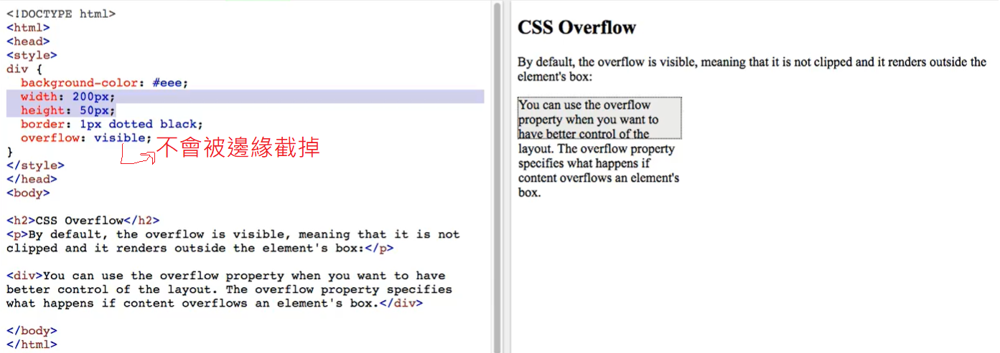 <!DOCTYPE html>
<html>
<head>
<style>
div {
  background-color: #eee;
  width: 200px;
  height: 50px;
  border: 1px dotted black;
  overflow: visible;
不會被邊緣截掉
}
</style>
</head>
<body>
<h2>CSS Overflow</h2>
<p>By default, the overflow is visible, meaning that it is not
clipped and it renders outside the element's box:</p>
<div>You can use the overflow property when you want to have
better control of the layout. The overflow property specifies
what happens if content overflows an element's box.</div>
</body>
</html>
CSS Overflow
By default, the overflow is visible, meaning that it is not clipped and it renders outside the
element's box:
You can use the overflow
property when you want to
have better control of the
layout. The overflow property
specifies what happens if
content overflows an element's
box.